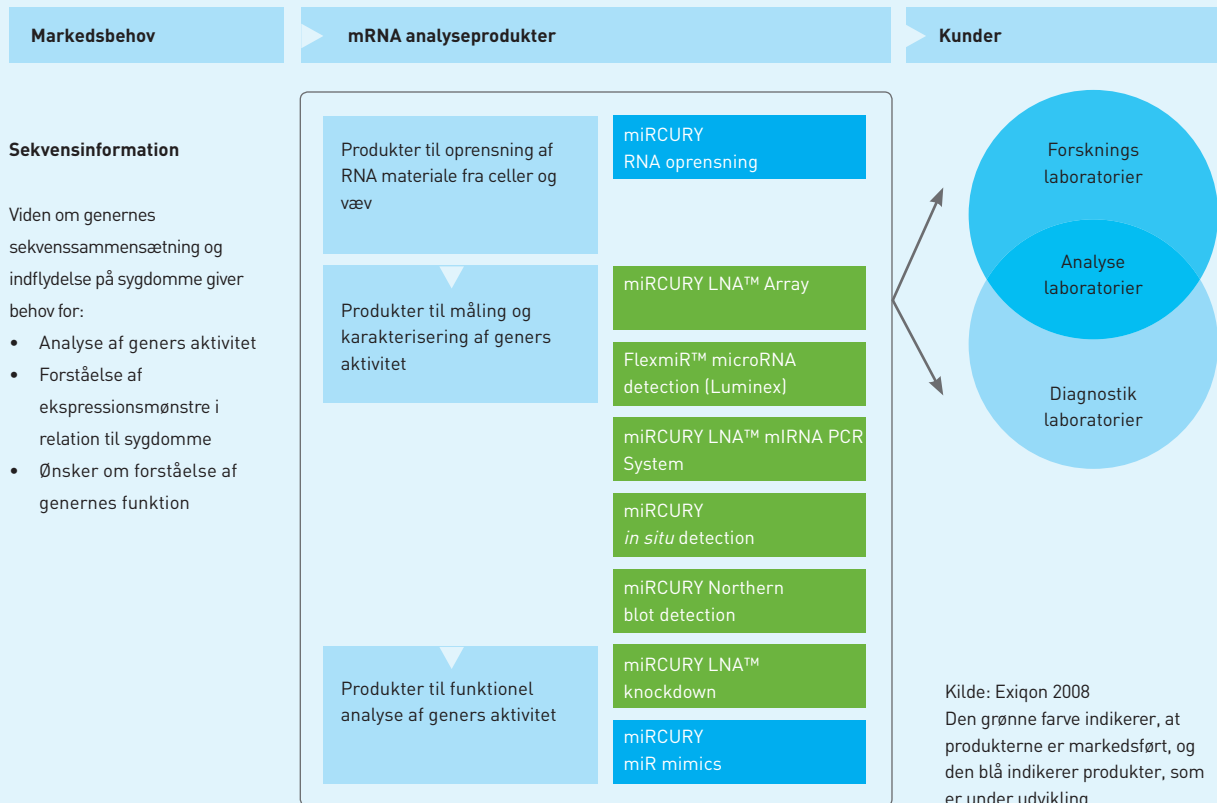 Markedsbehov
mRNA analyseprodukter
Kunder
Sekvensinformation
Viden om genernes
sekvenssammensætning og
indflydelse på sygdomme giver
behov for:
• Analyse af geners aktivitet
• Forståelse af
ekspressionsmønstre i
relation til sygdomme
• Ønsker om forståelse af
genernes funktion
Produkter til oprensning af
RNA materiale fra celler og
væv
miRCURY
RNA oprensning
Produkter til måling og
karakterisering af geners
aktivitet
miRCURY LNA™ Array
FlexmiR™ microRNA
detection (Luminex)
miRCURY LNA™ mIRNA PCR
System
miRCURY
in situ detection
miRCURY Northern
blot detection
Produkter til funktionel
analyse af geners aktivitet
miRCURY LNA™
knockdown
miRCURY
miR mimics
Forsknings
laboratorier
Analyse
laboratorier
Diagnostik
laboratorier
Kilde: Exiqon 2008
Den grønne farve indikerer, at
produkterne er markedsført, og
den blå indikerer produkter, som
er under udvikling